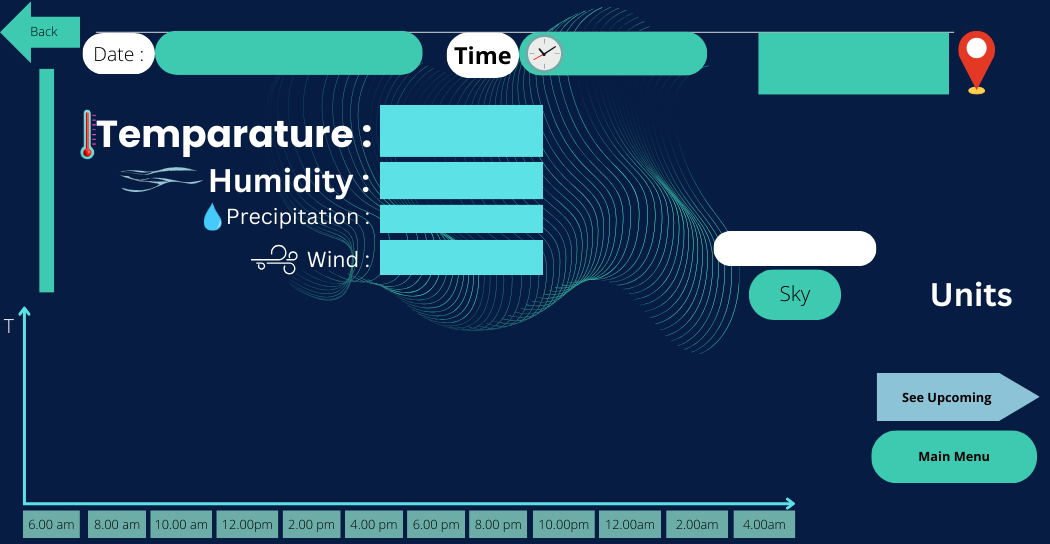 Back
Date :
Time
Temparature :
Humidity :
Precipitation :
Wind :
Sky
Units
T
See Upcoming
Main Menu
6.00 am 8.00 am 10.00 am 12.00pm 2.00 pm 4.00 pm 6.00 pm 8.00 pm 10.00pm 12.00am 2.00am 4.00am